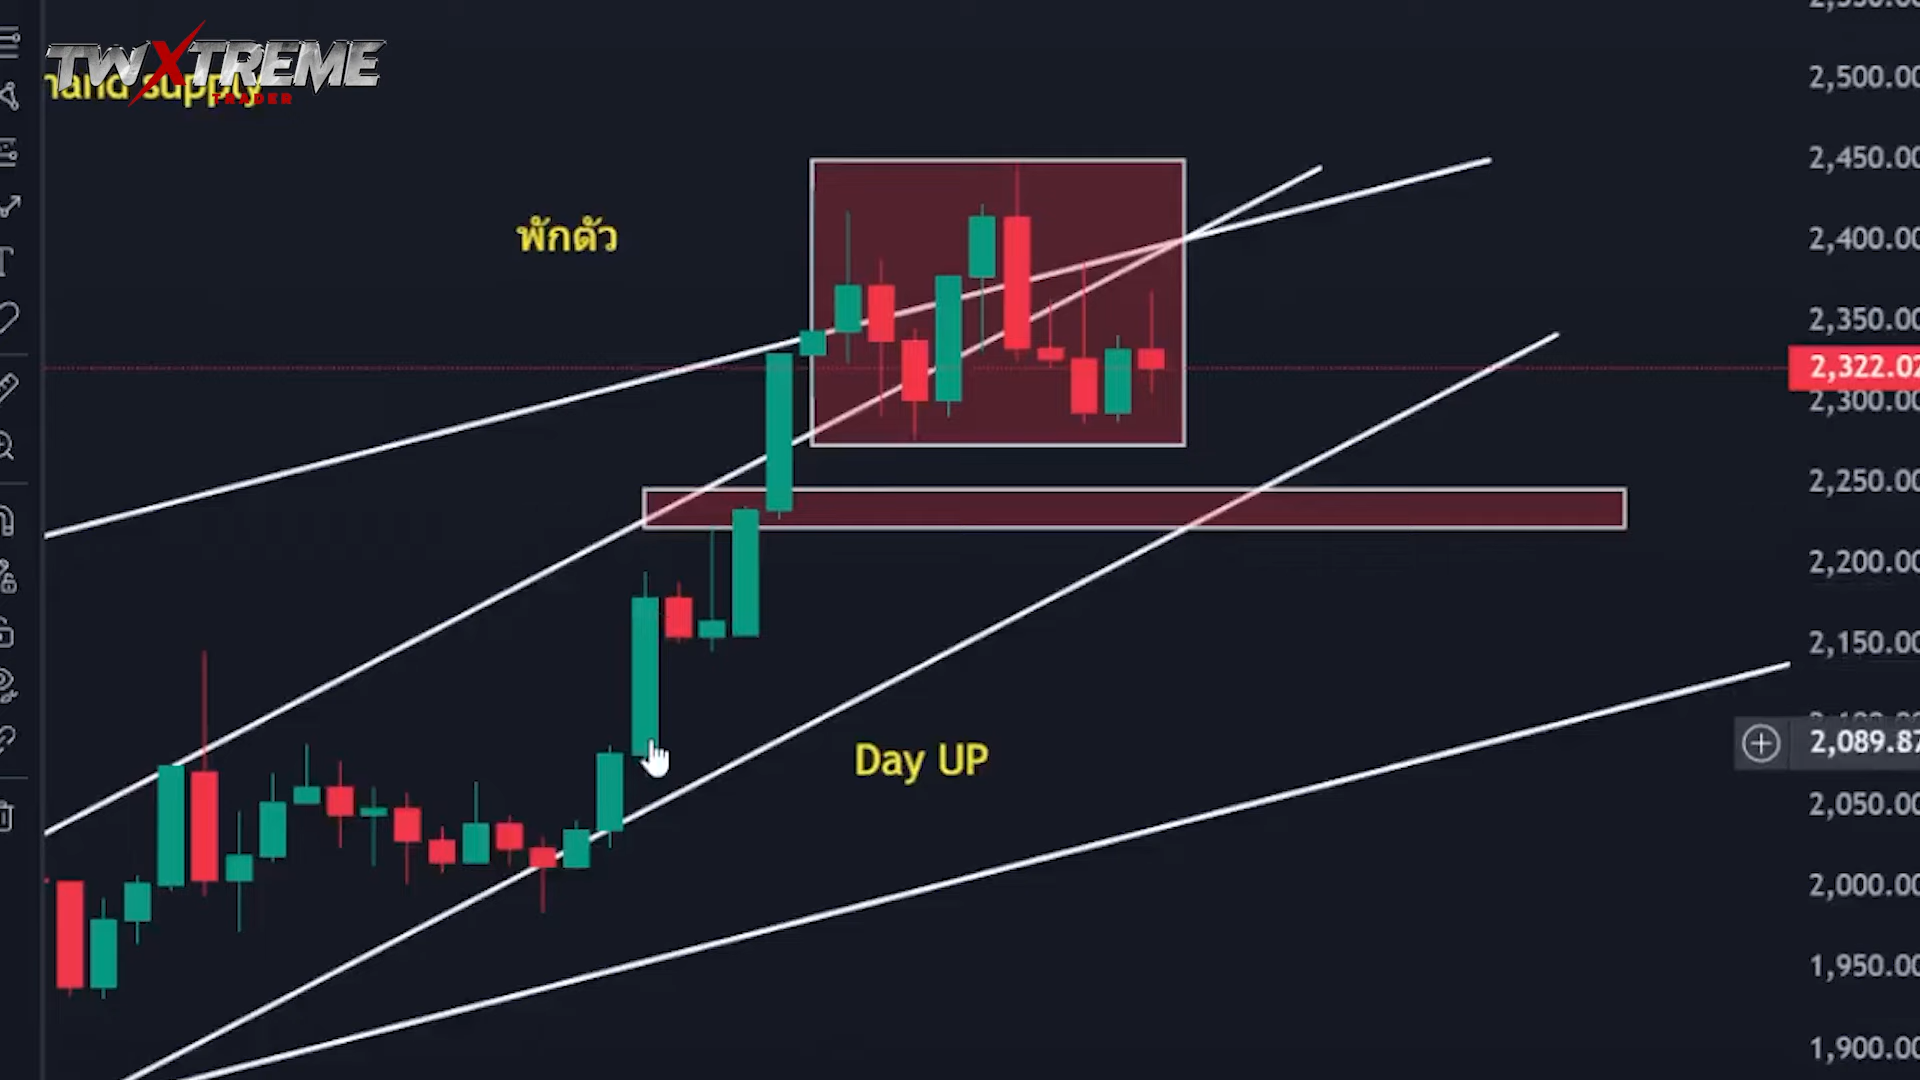 TWXTREME
TRADER
supply
พักตัว
Day UP
2,500.00
2,450.00
2,400.00
2,350.00
2,322.02
2,300.00
2,250.00
2,200.00
2,150.00
2,089.87
2,050.00
2,000.00
1,950.00
1,900.00